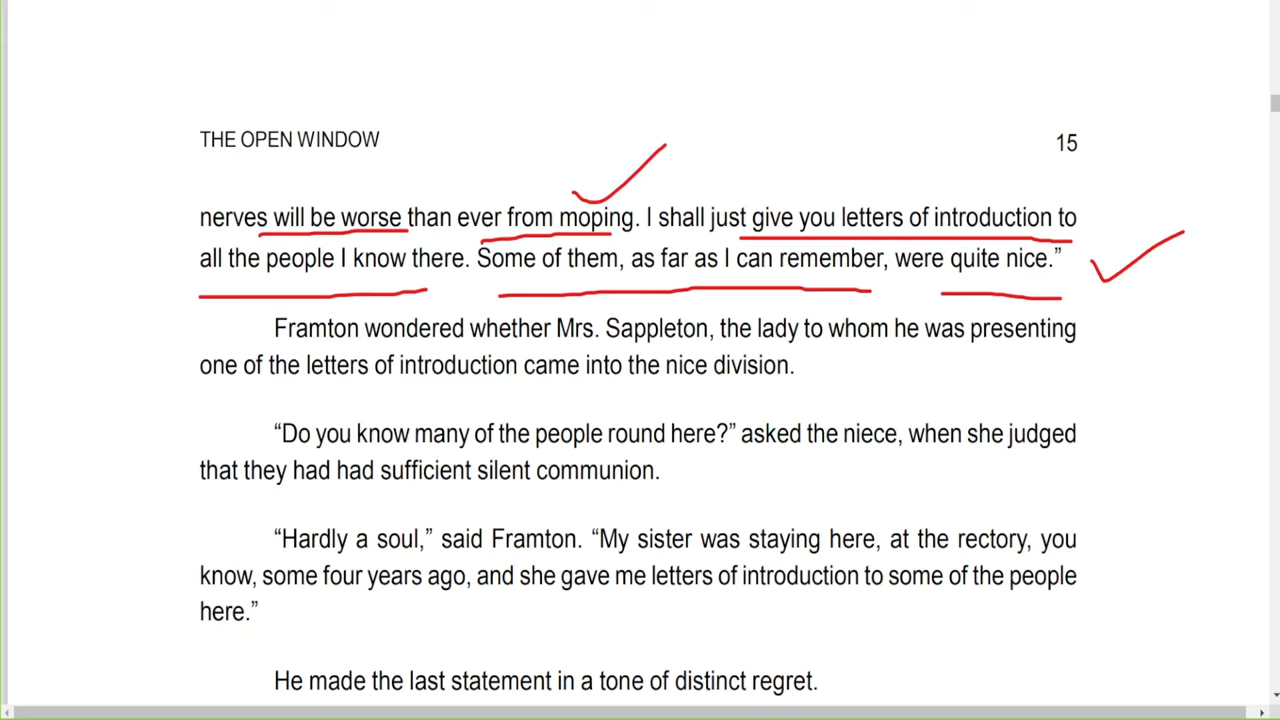 THE OPEN WINDOW 15
nerves will be worse than ever from moping. I shall just give you letters of introduction to
all the people I know there. Some of them, as far as I can remember, were quite nice.”
Framton wondered whether Mrs. Sappleton, the lady to whom he was presenting
one of the letters of introduction came into the nice division.
“Do you know many of the people round here?” asked the niece, when she judged
that they had had sufficient silent communion.
“Hardly a soul,” said Framton. “My sister was staying here, at the rectory, you
know, some four years ago, and she gave me letters of introduction to some of the people
here.”
He made the last statement in a tone of distinct regret.